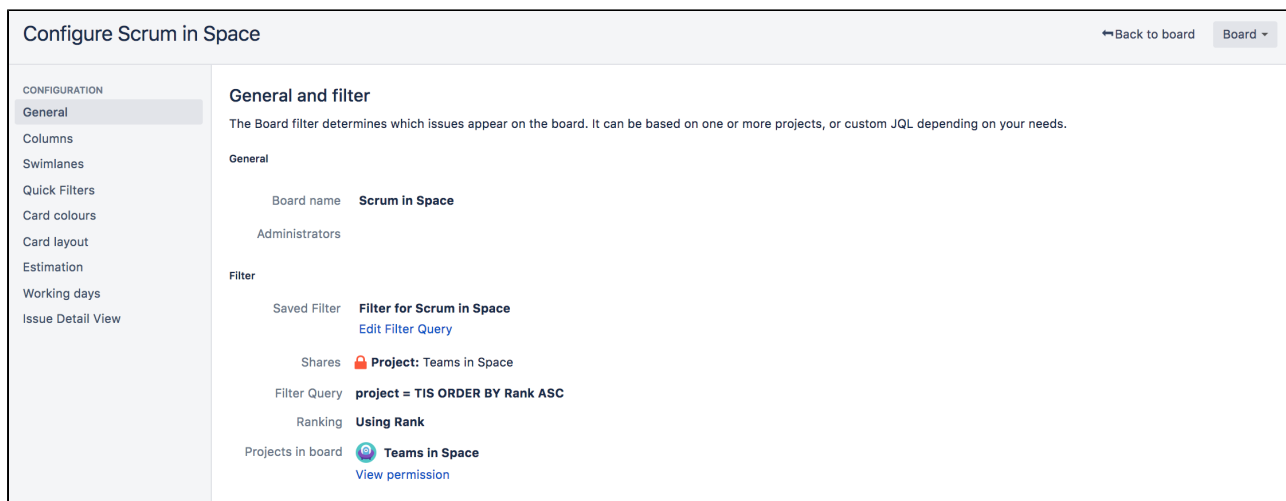 Configure Scrum in Space
Back to board
Board
CONFIGURATION
General
Columns
Swimlanes
Quick Filters
Card colours
Card layout
Estimation
Working days
Issue Detail View
General and filter
The Board filter determines which issues appear on the board. It can be based on one or more projects, or custom JQL depending on your needs.
General
Board name Scrum in Space
Administrators
Filter
Saved Filter Filter for Scrum in Space
Edit Filter Query
Shares Project: Teams in Space
Filter Query project = TIS ORDER BY Rank ASC
Ranking Using Rank
Projects in board Teams in Space
View permission